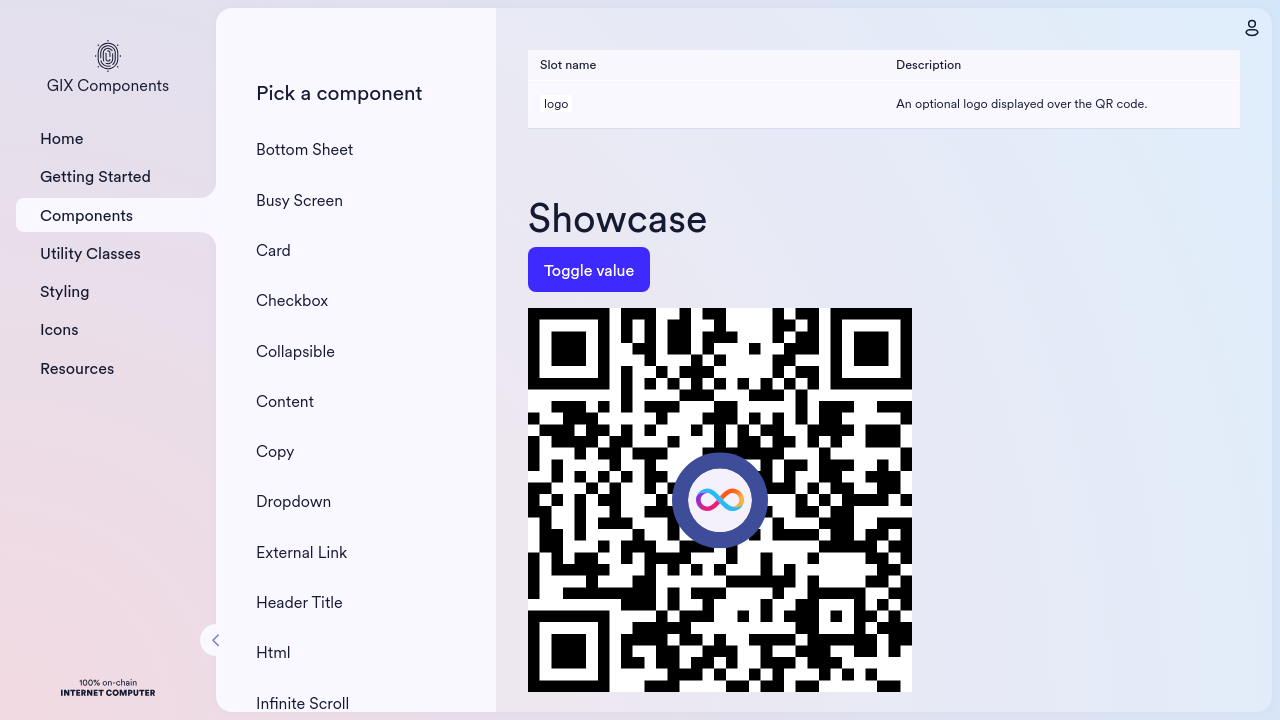 GIX Components
Home
Getting Started
Components
Utility Classes
Styling
Icons
Resources
100% on-chain
INTERNET COMPUTER
Pick a component
Bottom Sheet
Busy Screen
Card
Checkbox
Collapsible
Content
Copy
Dropdown
External Link
Header Title
Html
Infinite Scroll
Slot name Description
logo An optional logo displayed over the QR code.
Showcase
Toggle value